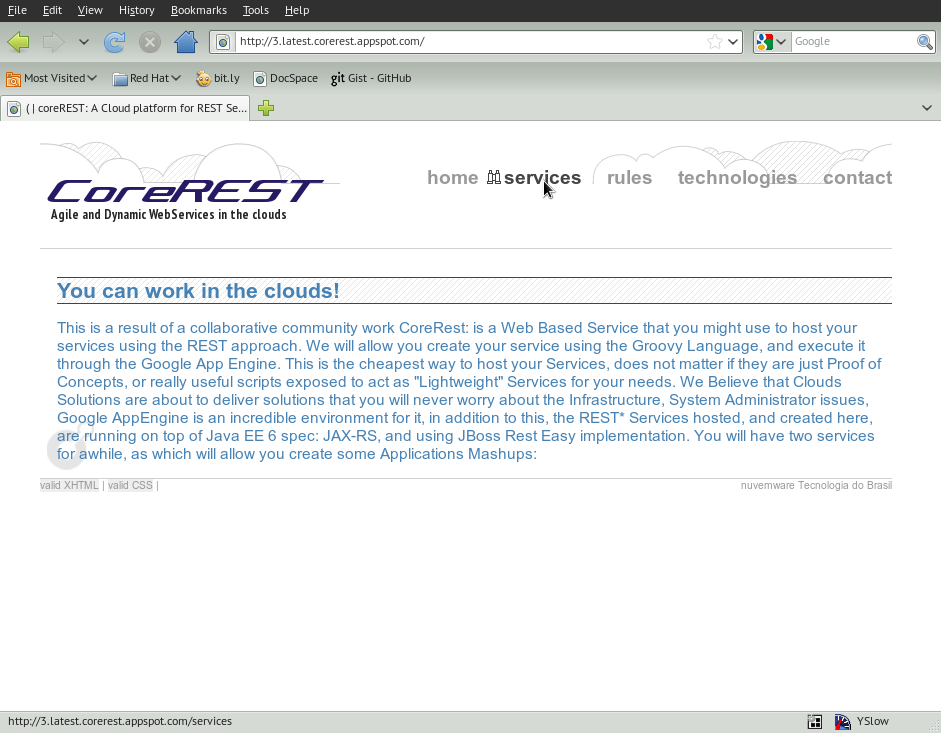 File Edit View History Bookmarks Tools Help
http://3.latest.corerest.appspot.com/ Google
Most Visited Red Hat bit.ly DocSpace git Gist - GitHub
( | coreREST: A Cloud platform for REST Se...
CoreREST
Agile and Dynamic WebServices in the clouds
home services rules technologies contact
You can work in the clouds!
This is a result of a collaborative community work CoreRest: is a Web Based Service that you might use to host your
services using the REST approach. We will allow you create your service using the Groovy Language, and execute it
through the Google App Engine. This is the cheapest way to host your Services, does not matter if they are just Proof of
Concepts, or really useful scripts exposed to act as "Lightweight" Services for your needs. We Believe that Clouds
Solutions are about to deliver solutions that you will never worry about the Infrastructure, System Administrator issues,
Google AppEngine is an incredible environment for it, in addition to this, the REST* Services hosted, and created here,
are running on top of Java EE 6 spec: JAX-RS, and using JBoss Rest Easy implementation. You will have two services
for awhile, as which will allow you create some Applications Mashups:
valid XHTML | valid CSS | nuvemware Tecnologia do Brasil
http://3.latest.corerest.appspot.com/services YSlow